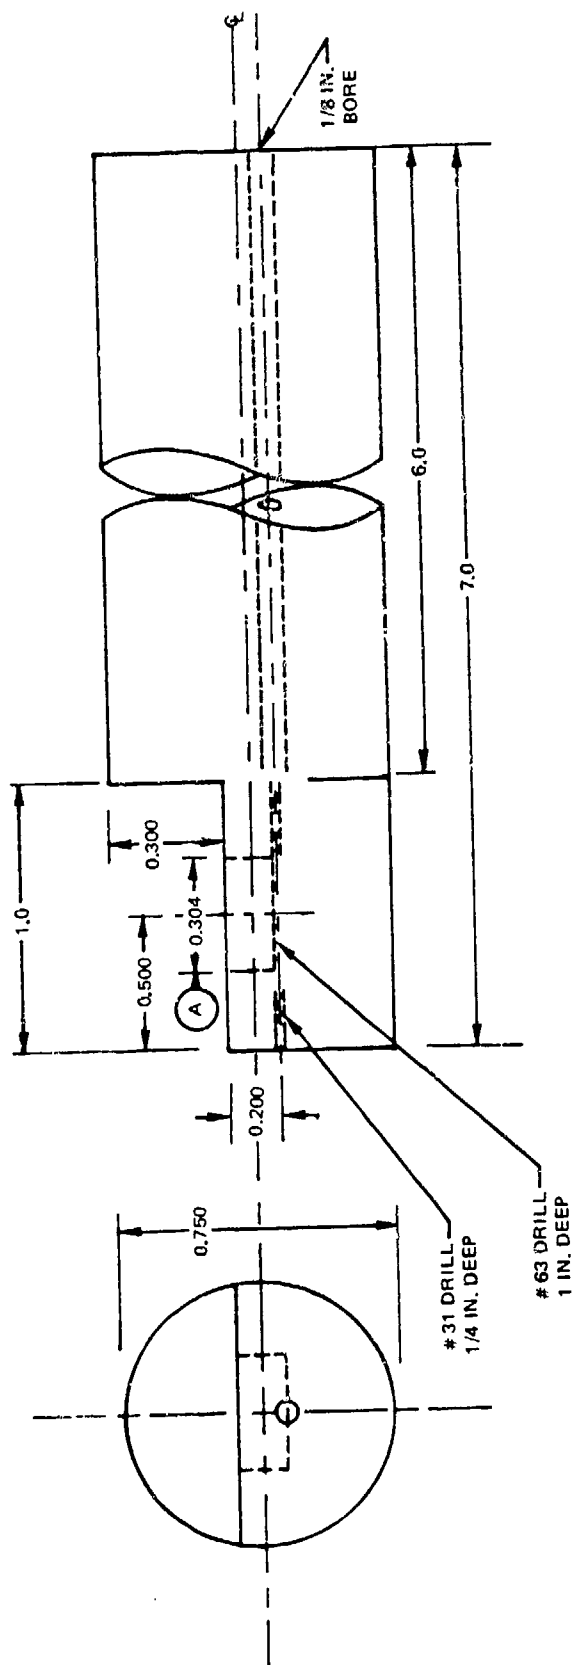 ℄
1/8 IN.
BORE
6.0
7.0
1.0
0.300
0.304
0.500
A
0.200
0.750
#31 DRILL
1/4 IN. DEEP
#63 DRILL
1 IN. DEEP